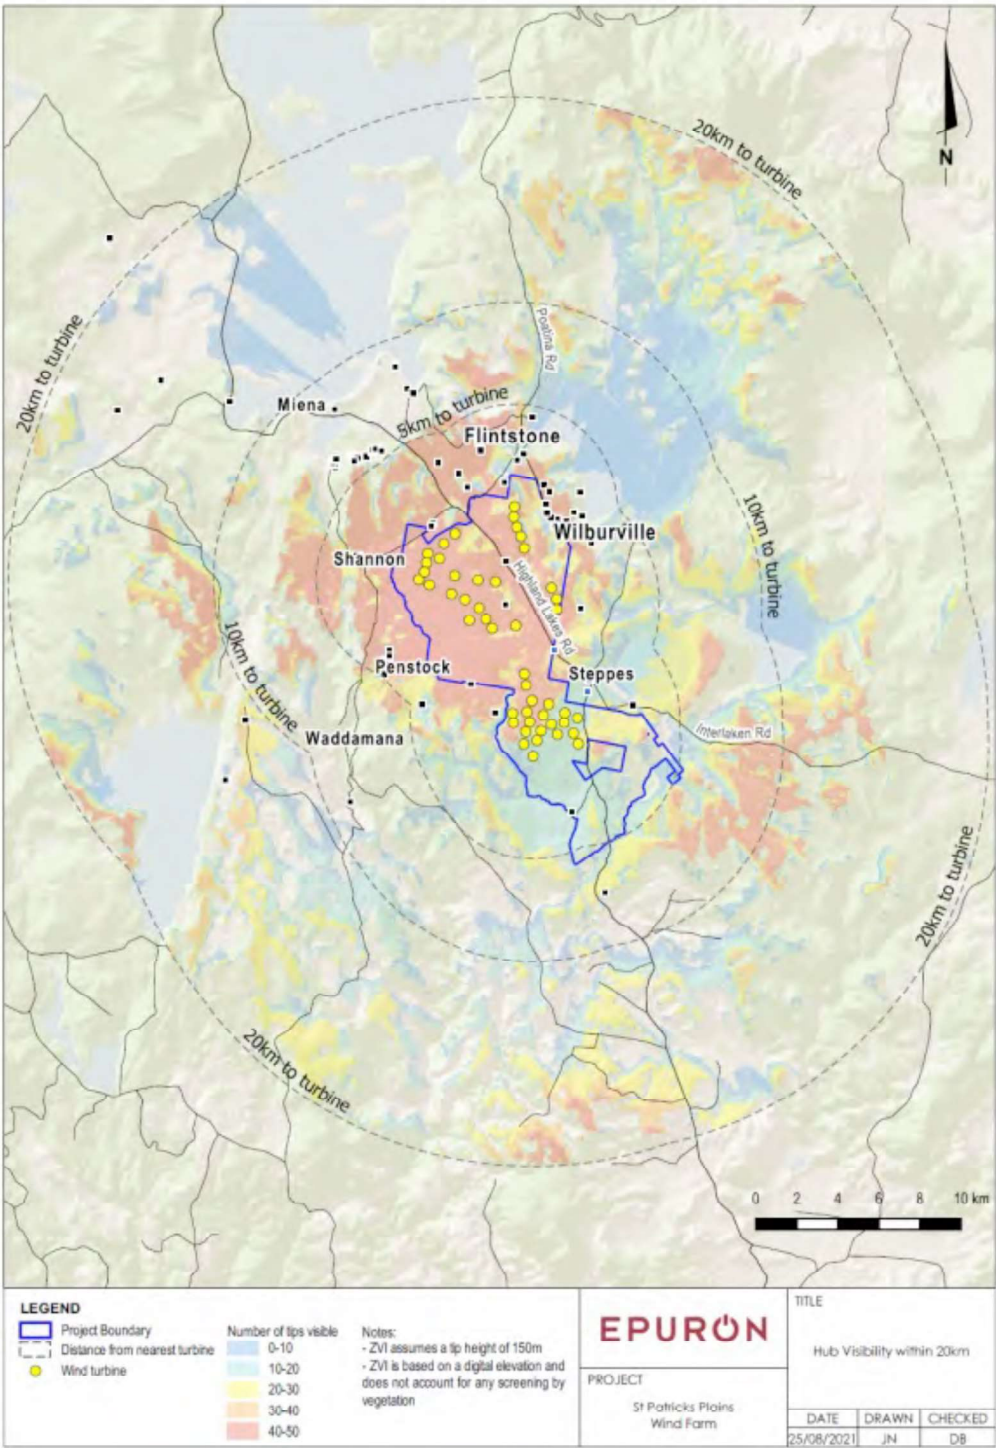 20km to turbine
N
20km to turbine
Poatina Rd
Miena
5km to turbine
Flintstone
10km to turbine
Wilburville
Shannon
Highland Lakes Rd
10km to turbine
Penstock
Steppes
Waddamana
Interlaken Rd
20km to turbine
20km to turbine
0 2 4 6 8 10 km
LEGEND
Project Boundary
Distance from nearest turbine
Wind turbine
Number of tips visible
0-10
10-20
20-30
30-40
40-50
Notes:
- ZVI assumes a tip height of 150m
- ZVI is based on a digital elevation and
does not account for any screening by
vegetation
EPURON
PROJECT
St Patricks Plains
Wind Farm
TITLE
Hub Visibility within 20km
DATE DRAWN CHECKED
25/08/2021 JN DB